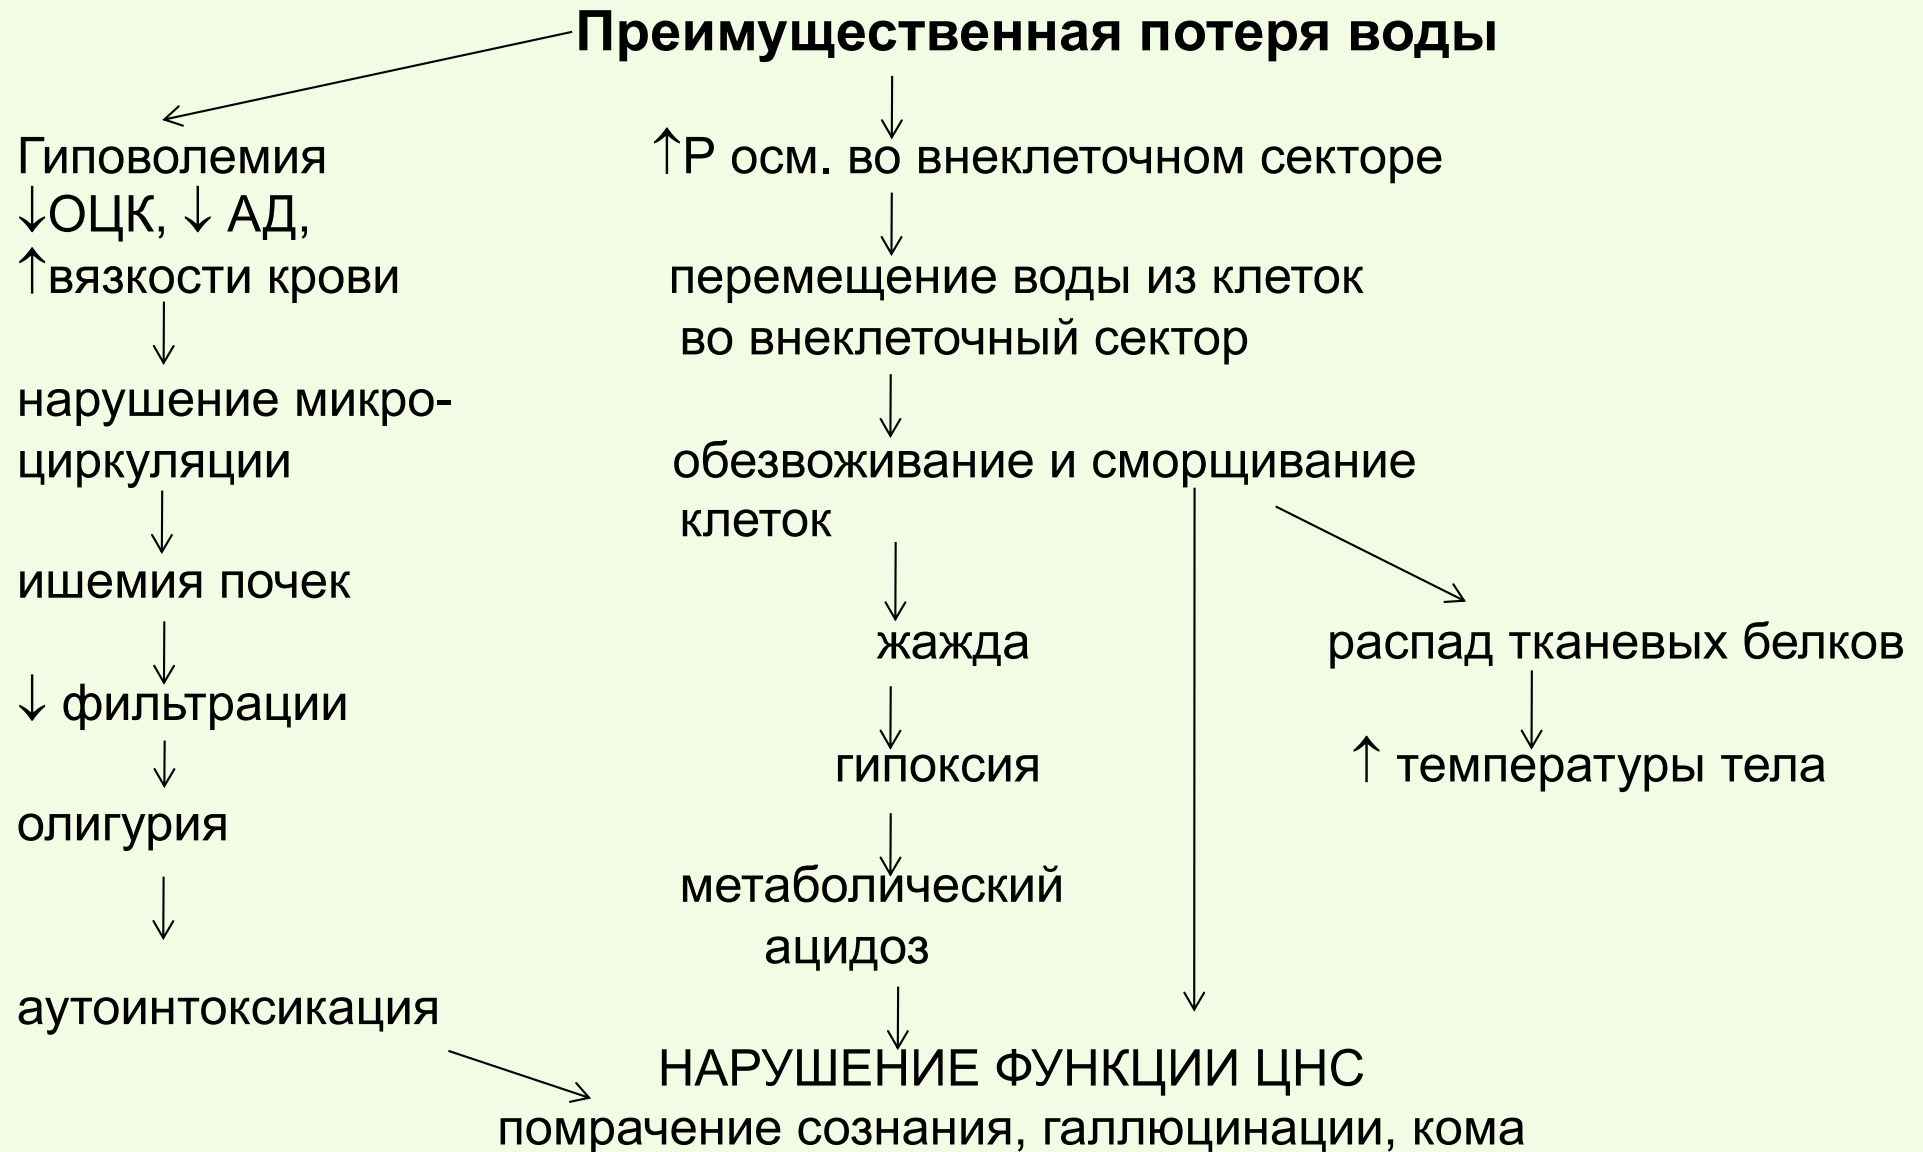 Преимущественная потеря воды
Гиповолемия
↓ОЦК, ↓ АД,
↑вязкости крови
нарушение микро-
циркуляции
ишемия почек
↓ фильтрации
олигурия
аутоинтоксикация
↑Р осм. во внеклеточном секторе
перемещение воды из клеток
во внеклеточный сектор
обезвоживание и сморщивание
клеток
жажда
гипоксия
метаболический
ацидоз
распад тканевых белков
↑ температуры тела
НАРУШЕНИЕ ФУНКЦИИ ЦНС
помрачение сознания, галлюцинации, кома